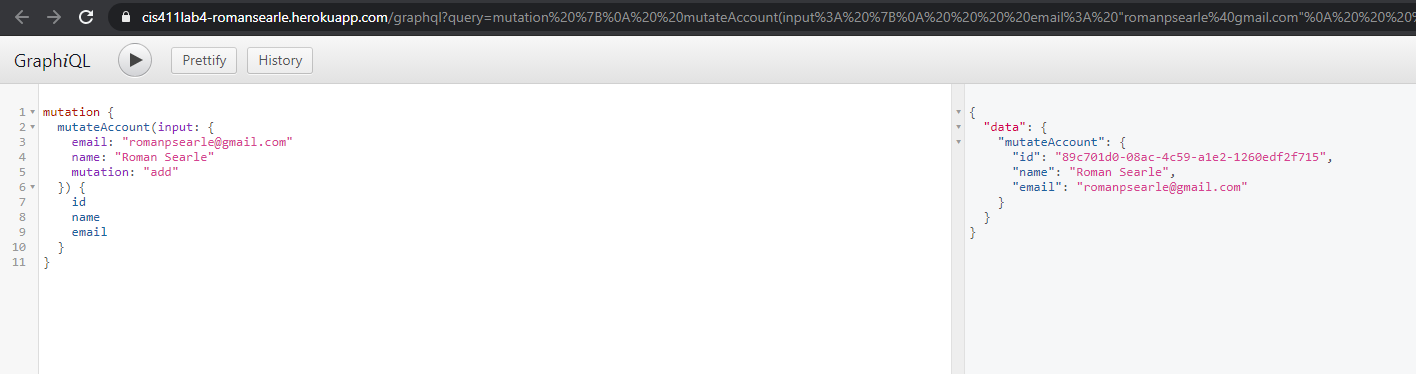 cis411lab4-romansearle.herokuapp.com/graphql?query=mutation%20%7B%0A%20%20mutateAccount(input%3A%20%7B%0A%20%20%20%20email%3A%20"romanpsearle%40gmail.com"%0A%20%20%20%20
GraphiQL Prettify History
1 mutation {
2 mutateAccount(input: {
3 email: "romanpsearle@gmail.com"
4 name: "Roman Searle"
5 mutation: "add"
6 }) {
7 id
8 name
9 email
10 }
11 }
{
"data": {
"mutateAccount": {
"id": "89c701d0-08ac-4c59-a1e2-1260edf2f715",
"name": "Roman Searle",
"email": "romanpsearle@gmail.com"
}
}
}